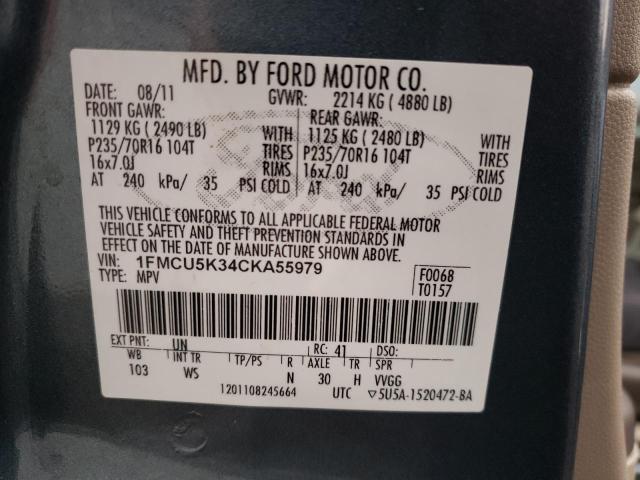 MFD. BY FORD MOTOR CO.
DATE: 08/11 GVWR: 2214 KG ( 4880 LB)
FRONT GAWR: REAR GAWR:
1129 KG ( 2490 LB) WITH 1125 KG ( 2480 LB) WITH
P235/70R16 104T TIRES P235/70R16 104T TIRES
16x7.0J RIMS 16x7.0J RIMS
AT 240 kPa/ 35 PSI COLD AT 240 kPa/ 35 PSI COLD
THIS VEHICLE CONFORMS TO ALL APPLICABLE FEDERAL MOTOR
VEHICLE SAFETY AND THEFT PREVENTION STANDARDS IN
EFFECT ON THE DATE OF MANUFACTURE SHOWN ABOVE.
VIN: 1FMCU5K34CKA55979 F0068
TYPE: MPV T0157
EXT PNT: UN RC: 41 DSO:
WB INT TR TP/PS R AXLE TR SPR
103 WS N 30 H VVGG
1201108245664 UTC ▽5U5A-1520472-BA